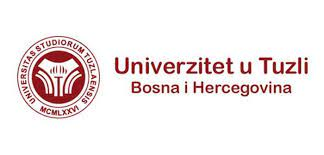 UNIVERSITAS STUDIORUM TUZLAENSIS
MCMLXXVI
Univerzitet u Tuzli
Bosna i Hercegovina